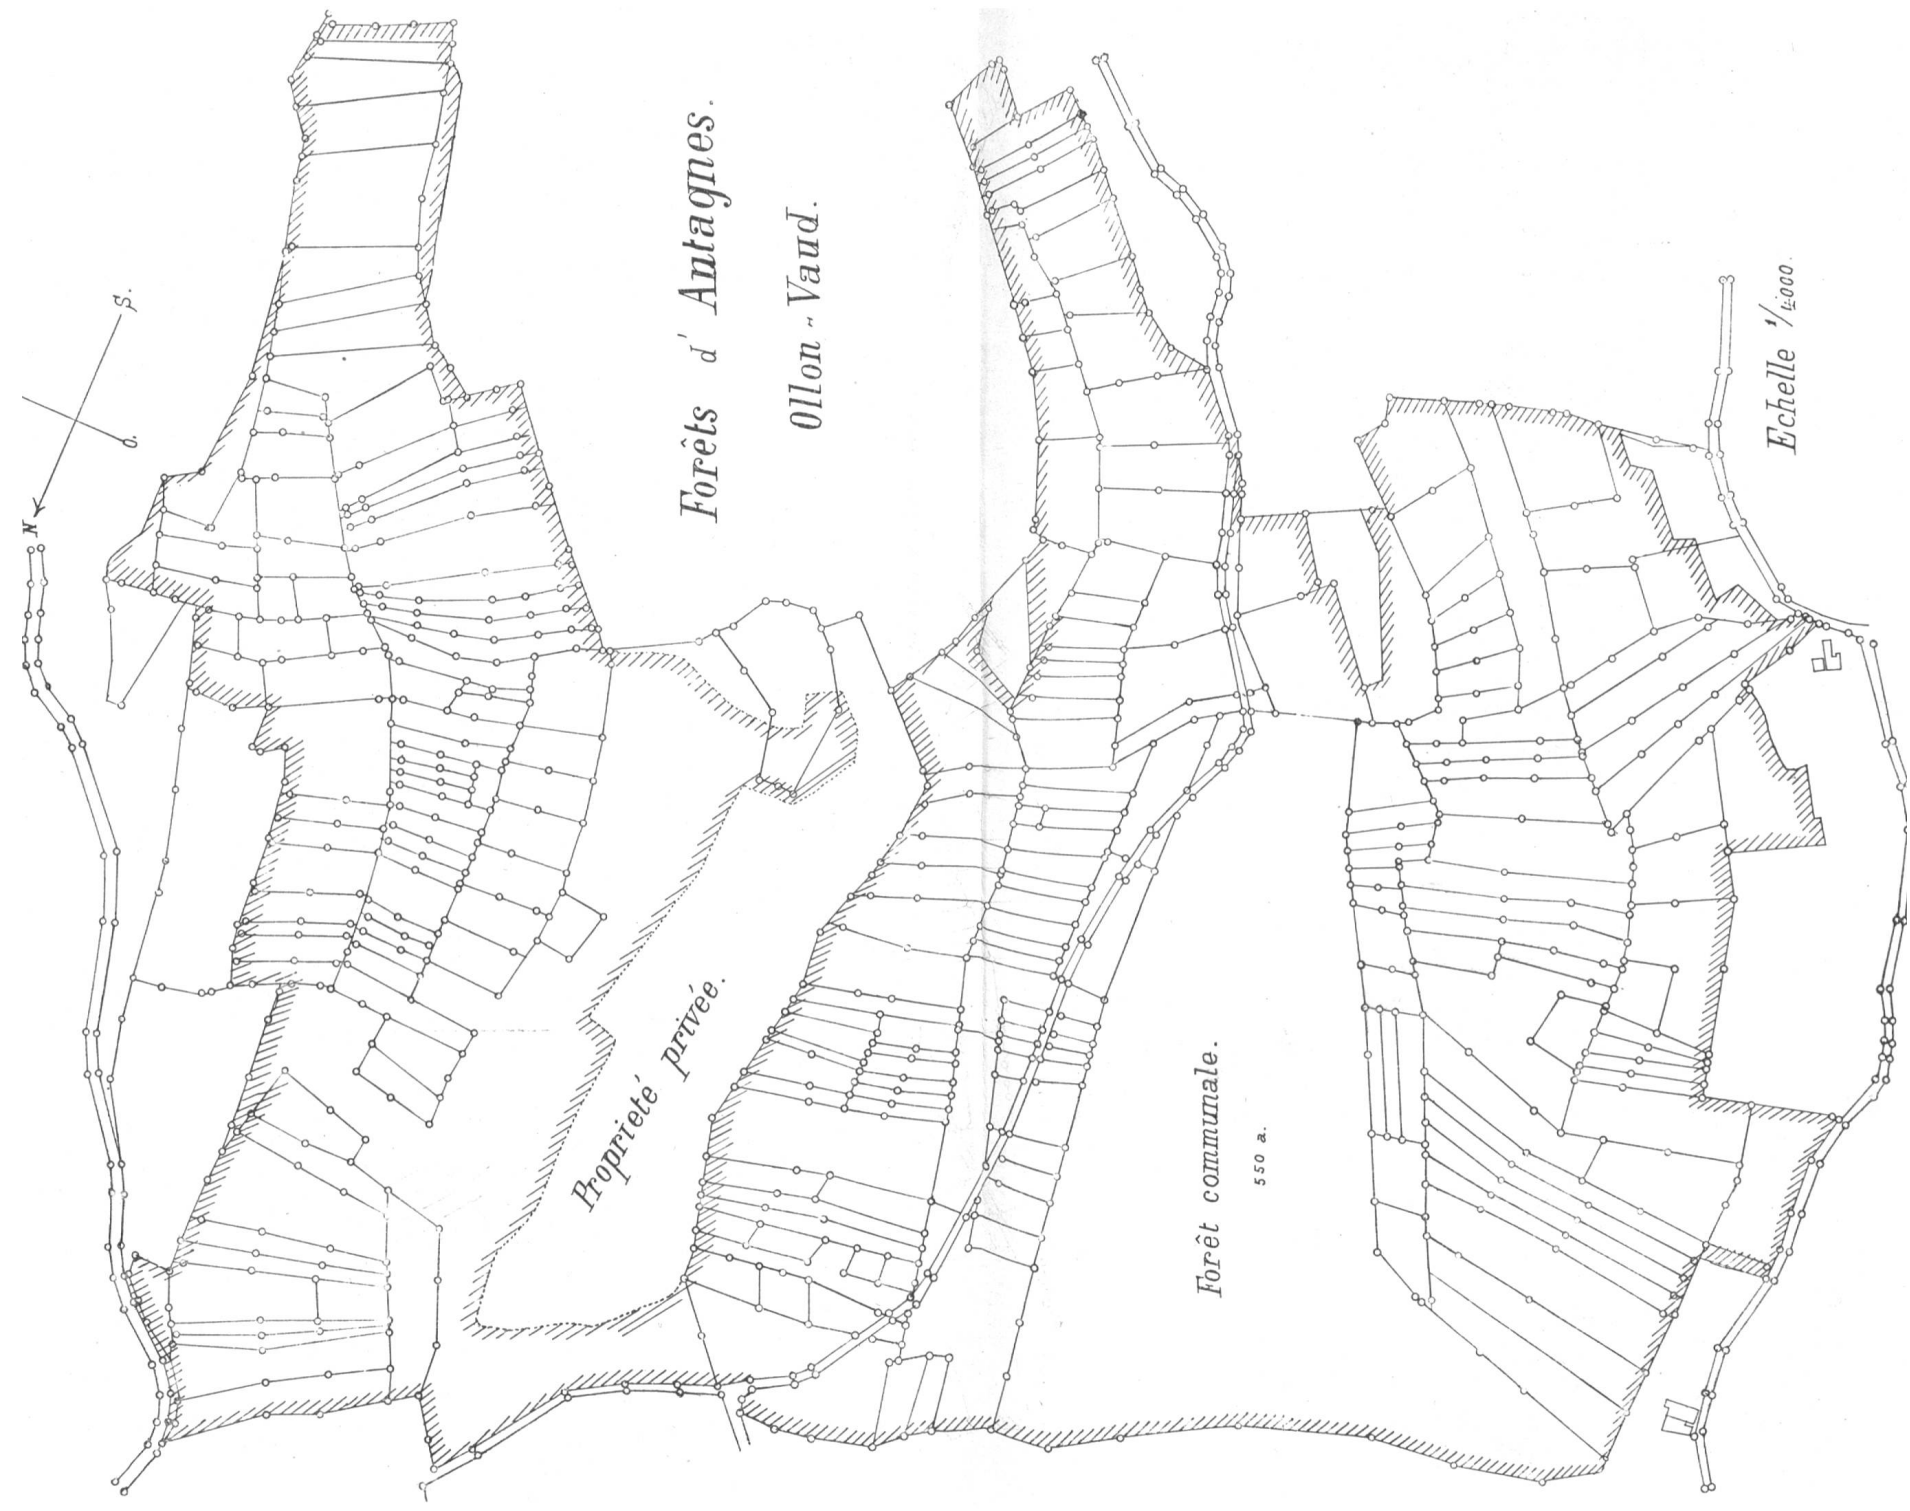 Forêts d'Antagnes.
Ollon - Vaud.
N
S.
O.
Propriété privée.
Forêt communale.
550 a.
Echelle 1/4000.